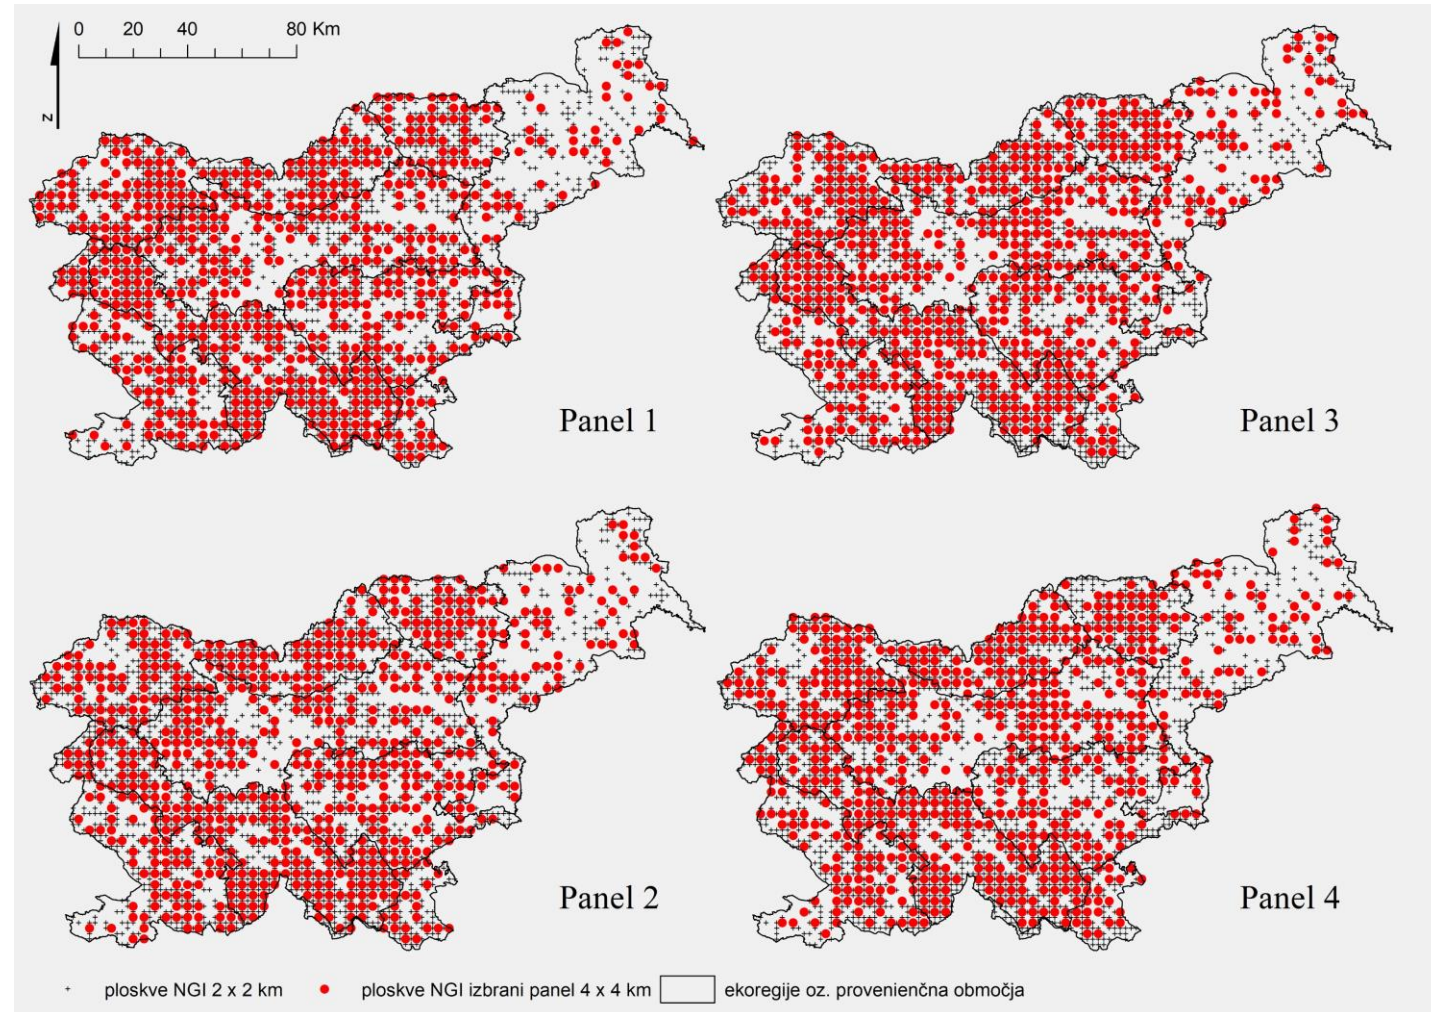 0 20 40 80 Km
N
Panel 1
Panel 3
Panel 2
Panel 4
ploskve NGI 2 x 2 km
ploskve NGI izbrani panel 4 x 4 km
ekoregije oz. provenienčna območja